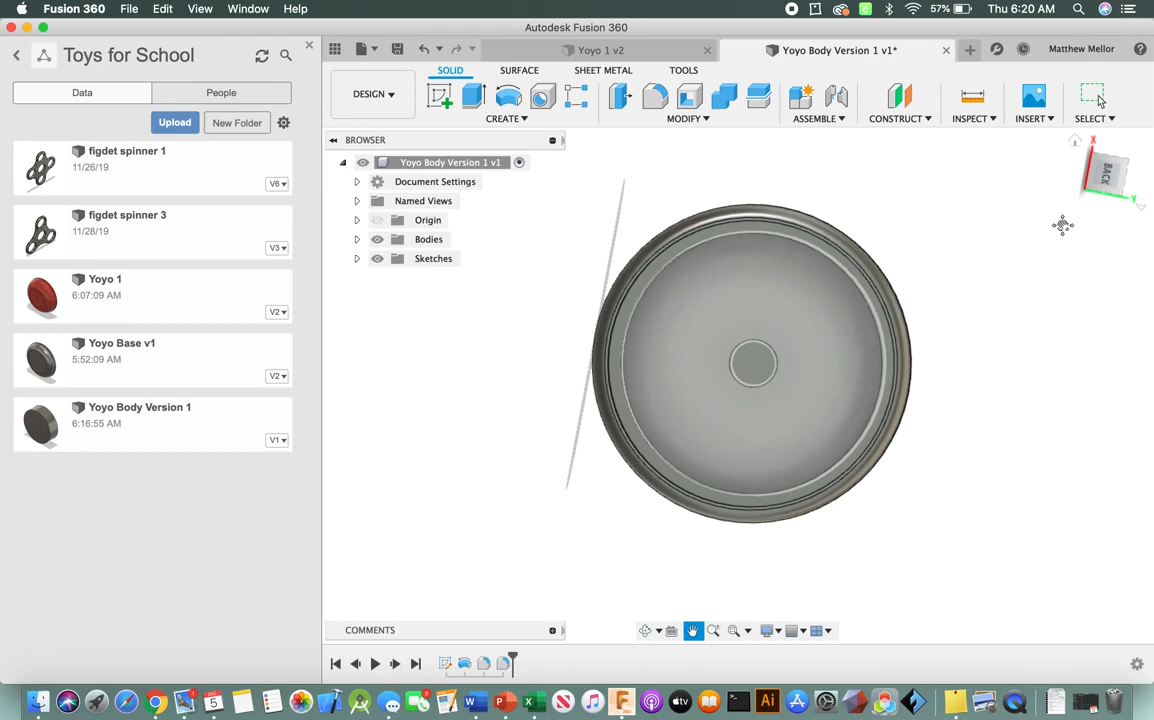 Fusion 360 File Edit View Window Help 57% Thu 6:20 AM
Autodesk Fusion 360
Toys for School
Yoyo 1 v2
Yoyo Body Version 1 v1*
Matthew Mellor
SOLID SURFACE SHEET METAL TOOLS
Data People
DESIGN ▾
CREATE ▾ MODIFY ▾ ASSEMBLE ▾ CONSTRUCT ▾ INSPECT ▾ INSERT ▾ SELECT ▾
Upload New Folder
BROWSER
figdet spinner 1
11/26/19
V6 ▾
figdet spinner 3
11/28/19
V3 ▾
Yoyo 1
6:07:09 AM
V2 ▾
Yoyo Base v1
5:52:09 AM
V2 ▾
Yoyo Body Version 1
6:16:55 AM
V1 ▾
Yoyo Body Version 1 v1
Document Settings
Named Views
Origin
Bodies
Sketches
X
BACK
Y
COMMENTS